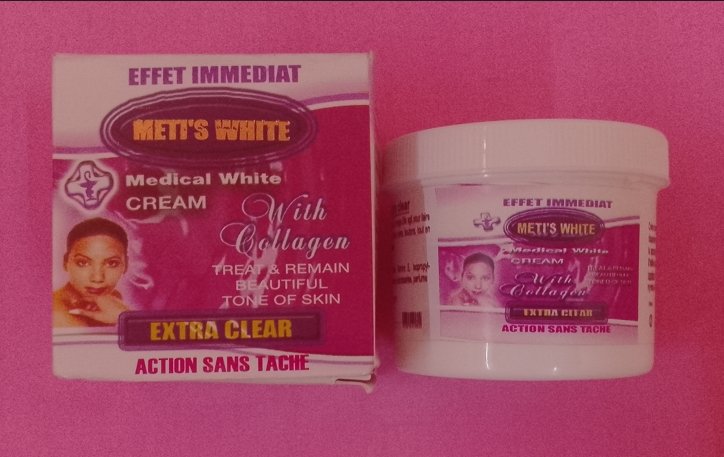 EFFET IMMEDIAT
METI'S WHITE
Medical White
CREAM
With
Collagen
TREAT & REMAIN
BEAUTIFUL
TONE OF SKIN
EXTRA CLEAR
ACTION SANS TACHE
EFFET IMMEDIAT
METI'S WHITE
Medical White
CREAM
With
Collagen
EXTRA CLEAR
ACTION SANS TACHE